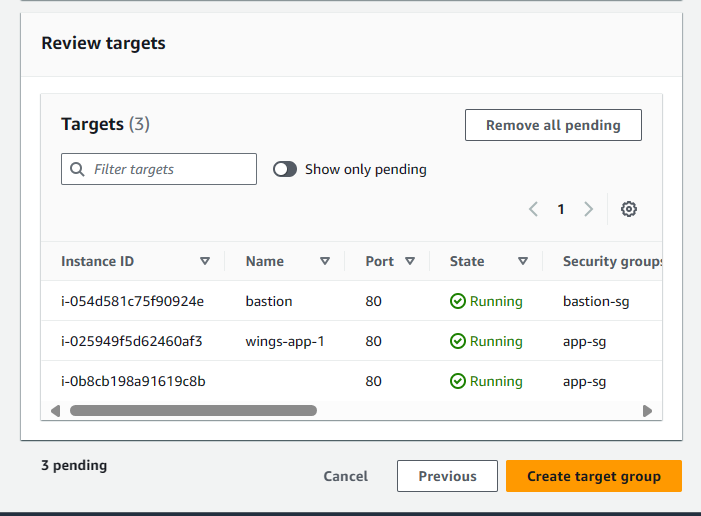 Review targets
Targets (3)
Remove all pending
Filter targets
Show only pending
1
Instance ID Name Port State Security groups
i-054d581c75f90924e bastion 80 Running bastion-sg
i-025949f5d62460af3 wings-app-1 80 Running app-sg
i-0b8cb198a91619c8b 80 Running app-sg
3 pending
Cancel
Previous
Create target group